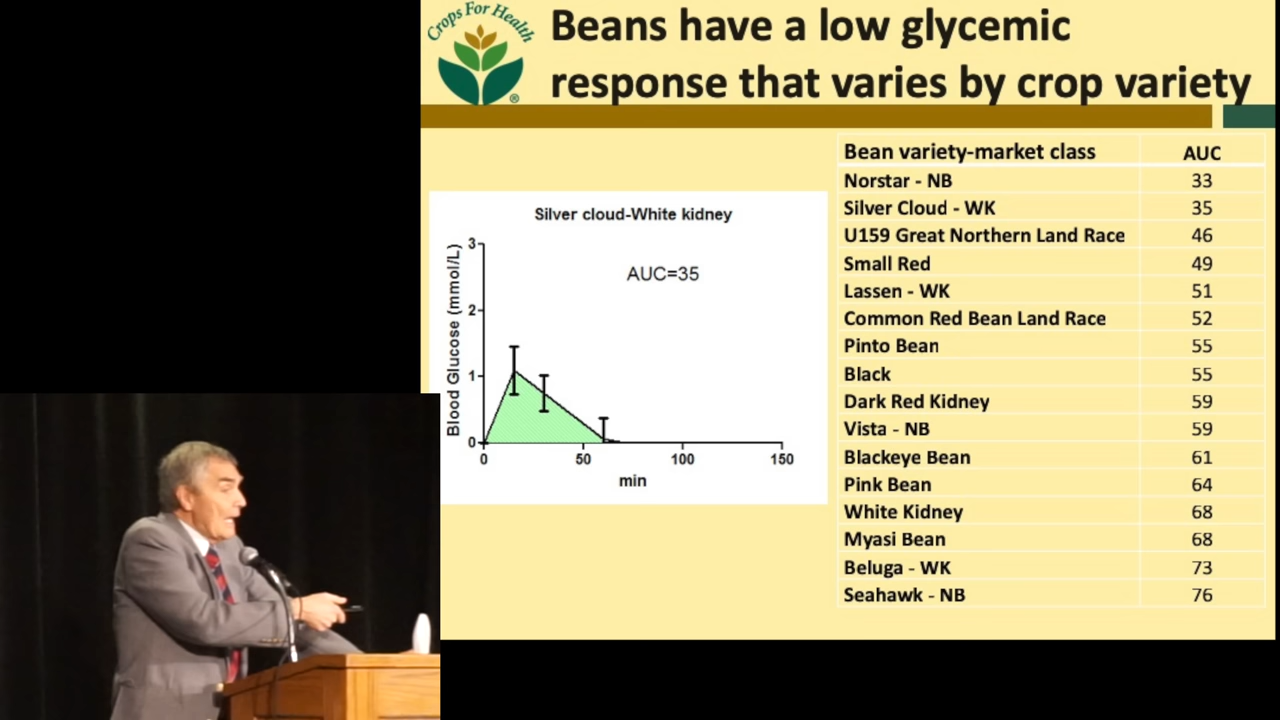 Crops For Health
®
Beans have a low glycemic
response that varies by crop variety
Silver cloud-White kidney
AUC=35
Blood Glucose (mmol/L)
3
2
1
0
0 50 100 150
min
Bean variety-market class AUC
Norstar - NB 33
Silver Cloud - WK 35
U159 Great Northern Land Race 46
Small Red 49
Lassen - WK 51
Common Red Bean Land Race 52
Pinto Bean 55
Black 55
Dark Red Kidney 59
Vista - NB 59
Blackeye Bean 61
Pink Bean 64
White Kidney 68
Myasi Bean 68
Beluga - WK 73
Seahawk - NB 76